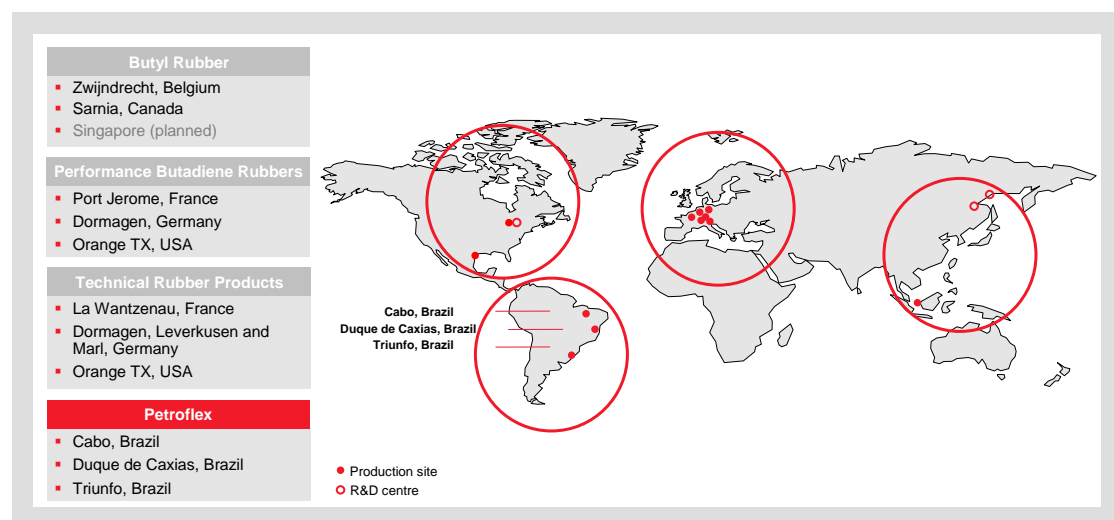 Butyl Rubber
Zwijndrecht, Belgium
Sarnia, Canada
Singapore (planned)
Performance Butadiene Rubbers
Port Jerome, France
Dormagen, Germany
Orange TX, USA
Technical Rubber Products
La Wantzenau, France
Dormagen, Leverkusen and
Marl, Germany
Orange TX, USA
Petroflex
Cabo, Brazil
Duque de Caxias, Brazil
Triunfo, Brazil
Cabo, Brazil
Duque de Caxias, Brazil
Triunfo, Brazil
Production site
R&D centre